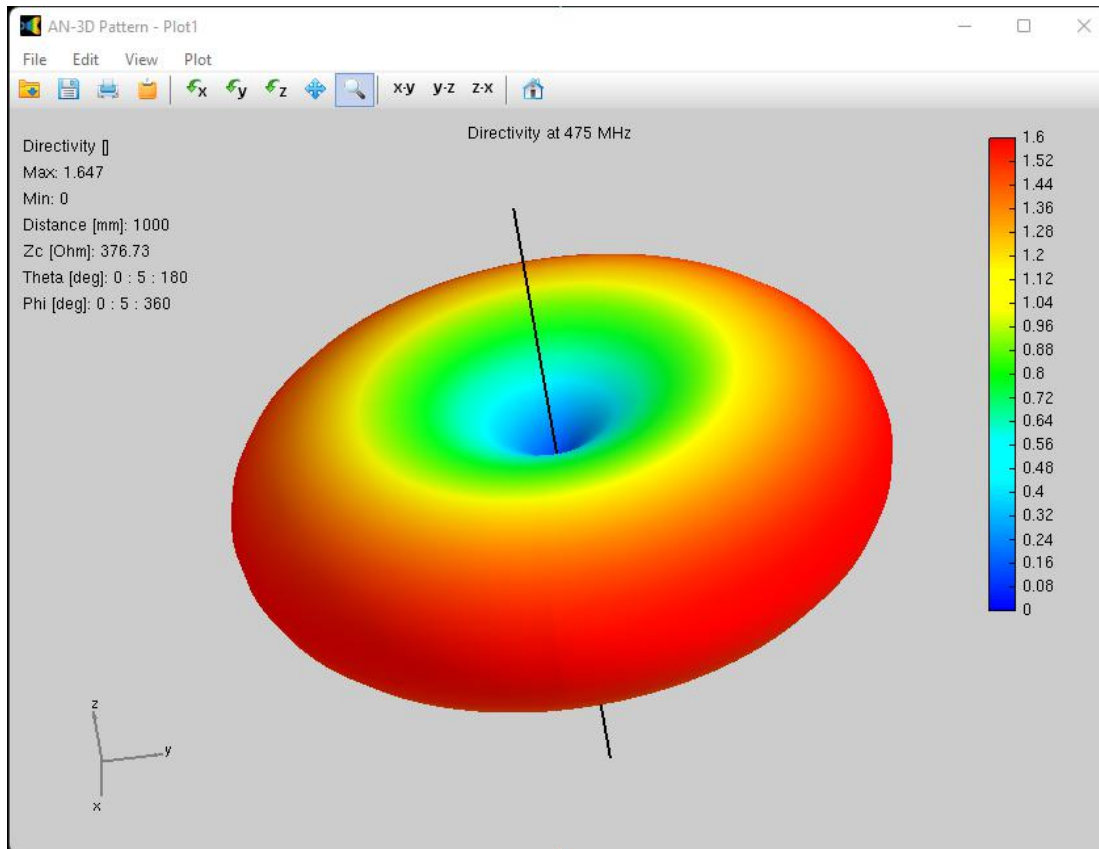 AN-3D Pattern - Plot1
File Edit View Plot
x y z x-y y-z z-x
Directivity at 475 MHz
Directivity []
Max: 1.647
Min: 0
Distance [mm]: 1000
Zc [Ohm]: 376.73
Theta [deg]: 0 : 5 : 180
Phi [deg]: 0 : 5 : 360
1.6
1.52
1.44
1.36
1.28
1.2
1.12
1.04
0.96
0.88
0.8
0.72
0.64
0.56
0.48
0.4
0.32
0.24
0.16
0.08
0
z
y
x